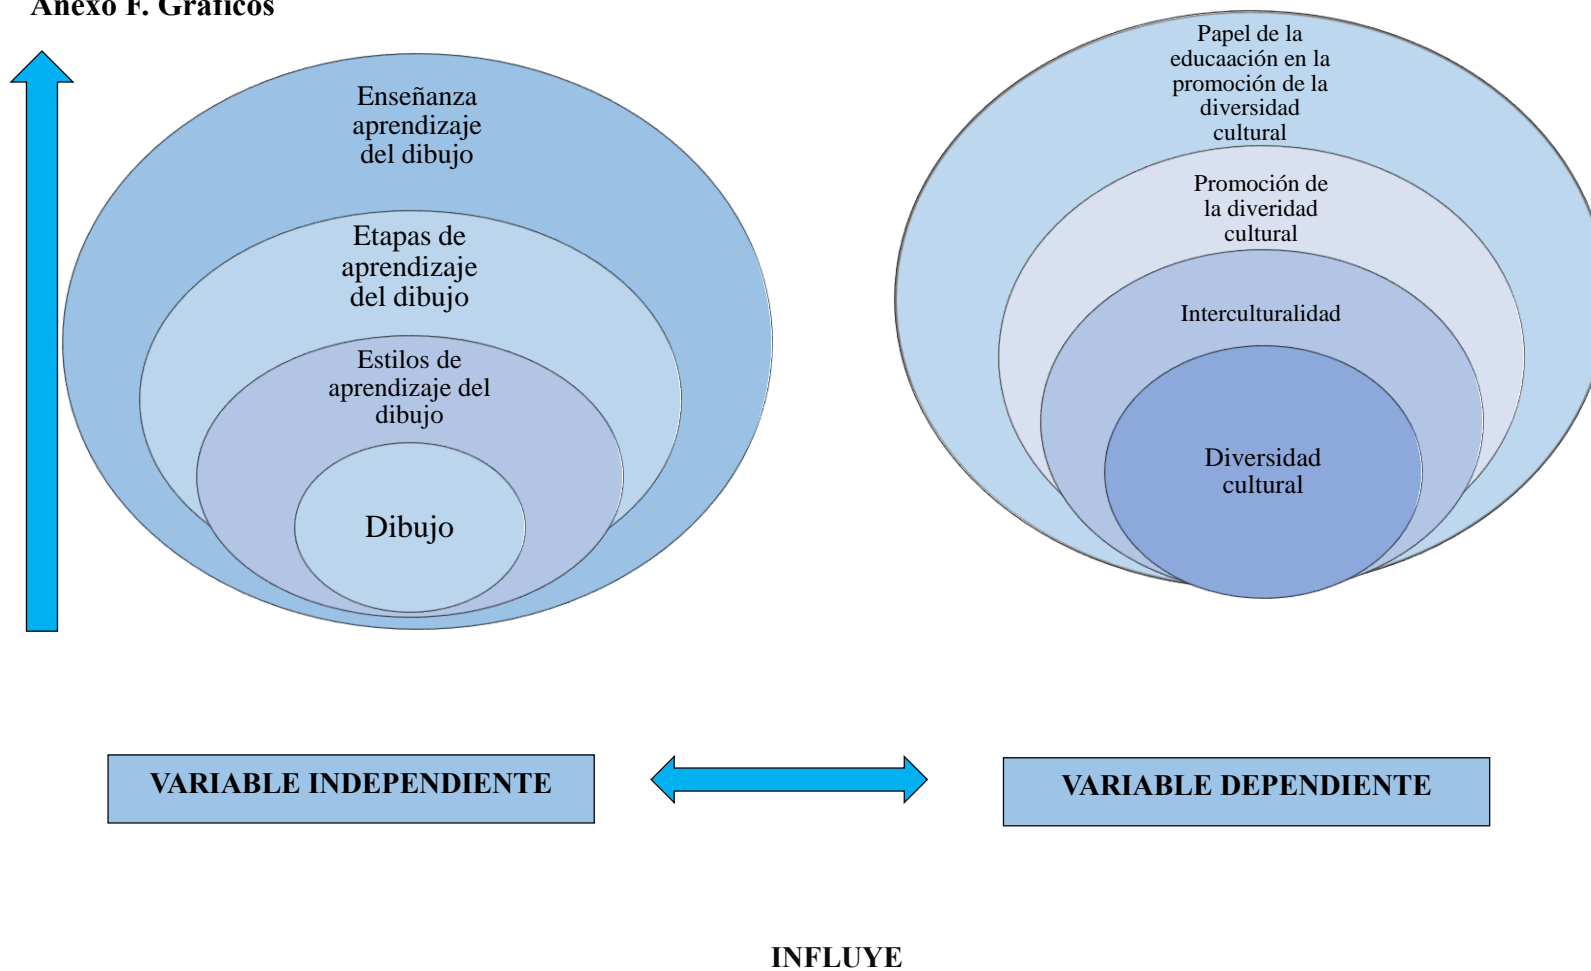 Anexo F. Gráficos
Enseñanza
aprendizaje
del dibujo
Etapas de
aprendizaje
del dibujo
Estilos de
aprendizaje del
dibujo
Dibujo
Papel de la
educaación en la
promoción de la
diversidad
cultural
Promoción de
la diveridad
cultural
Interculturalidad
Diversidad
cultural
VARIABLE INDEPENDIENTE
VARIABLE DEPENDIENTE
INFLUYE